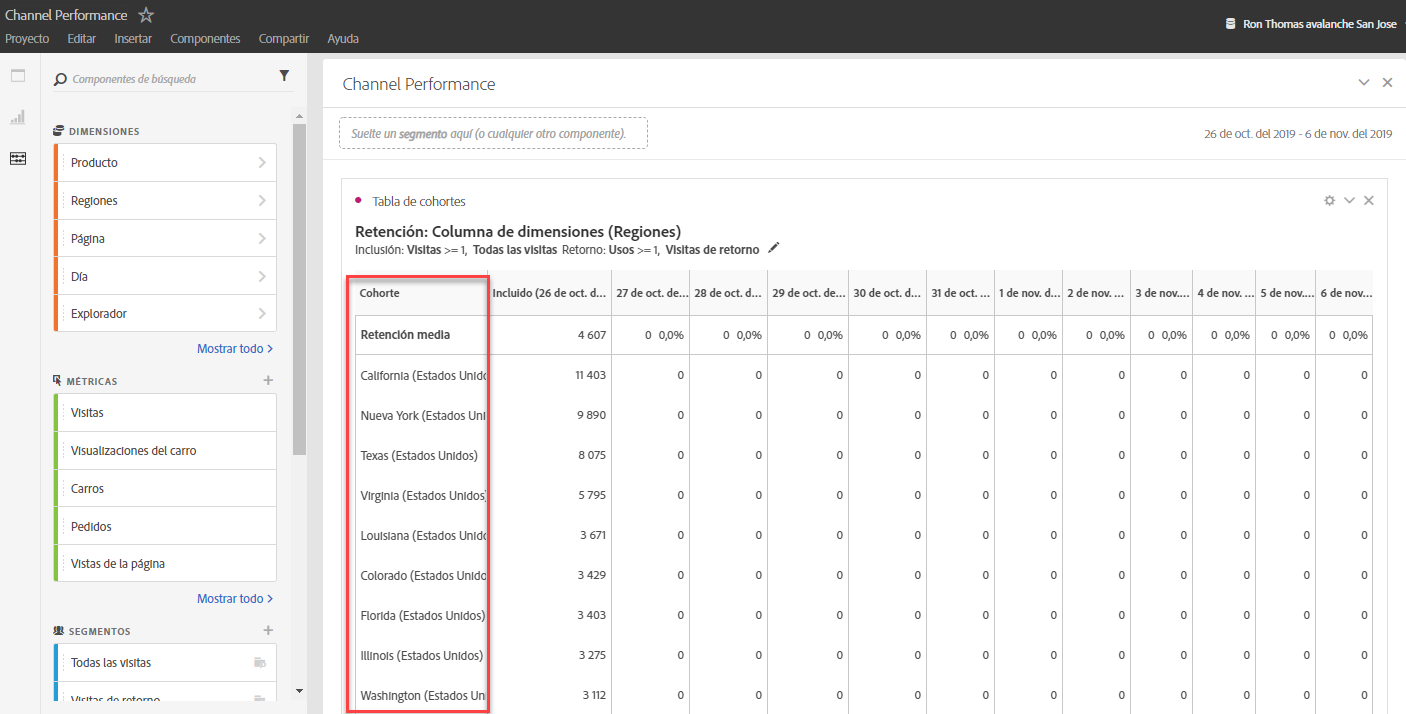 Channel Performance
Proyecto Editar Insertar Componentes Compartir Ayuda
Ron Thomas avalanche San Jose
Componentes de búsqueda
DIMENSIONES
Producto
Regiones
Página
Día
Explorador
Mostrar todo
MÉTRICAS
Visitas
Visualizaciones del carro
Carros
Pedidos
Vistas de la página
Mostrar todo
SEGMENTOS
Todas las visitas
Visitas de retorno
Channel Performance
Suelte un segmento aquí (o cualquier otro componente).
26 de oct. del 2019 - 6 de nov. del 2019
Tabla de cohortes
Retención: Columna de dimensiones (Regiones)
Inclusión: Visitas >= 1, Todas las visitas Retorno: Usos >= 1, Visitas de retorno
Cohorte Incluido (26 de oct. d... 27 de oct. de... 28 de oct. d... 29 de oct. de... 30 de oct. d... 31 de oct. ... 1 de nov. d... 2 de nov. ... 3 de nov.... 4 de nov. ... 5 de nov.... 6 de nov...
Retención media 4 607 0 0,0% 0 0,0% 0 0,0% 0 0,0% 0 0,0% 0 0,0% 0 0,0% 0 0,0% 0 0,0% 0 0,0% 0 0,0%
California (Estados Unido 11 403 0 0 0 0 0 0 0 0 0 0 0
Nueva York (Estados Uni 9 890 0 0 0 0 0 0 0 0 0 0 0
Texas (Estados Unidos) 8 075 0 0 0 0 0 0 0 0 0 0 0
Virginia (Estados Unidos) 5 795 0 0 0 0 0 0 0 0 0 0 0
Louisiana (Estados Unido 3 671 0 0 0 0 0 0 0 0 0 0 0
Colorado (Estados Unido 3 429 0 0 0 0 0 0 0 0 0 0 0
Florida (Estados Unidos) 3 403 0 0 0 0 0 0 0 0 0 0 0
Illinois (Estados Unidos) 3 275 0 0 0 0 0 0 0 0 0 0 0
Washington (Estados Un 3 112 0 0 0 0 0 0 0 0 0 0 0